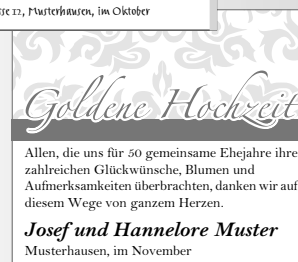 12, Musterhausen, im Oktober
Goldene Hochzeit
Allen, die uns für 50 gemeinsame Ehejahre ihre
zahlreichen Glückwünsche, Blumen und
Aufmerksamkeiten überbrachten, danken wir auf
diesem Wege von ganzem Herzen.
Josef und Hannelore Muster
Musterhausen, im November